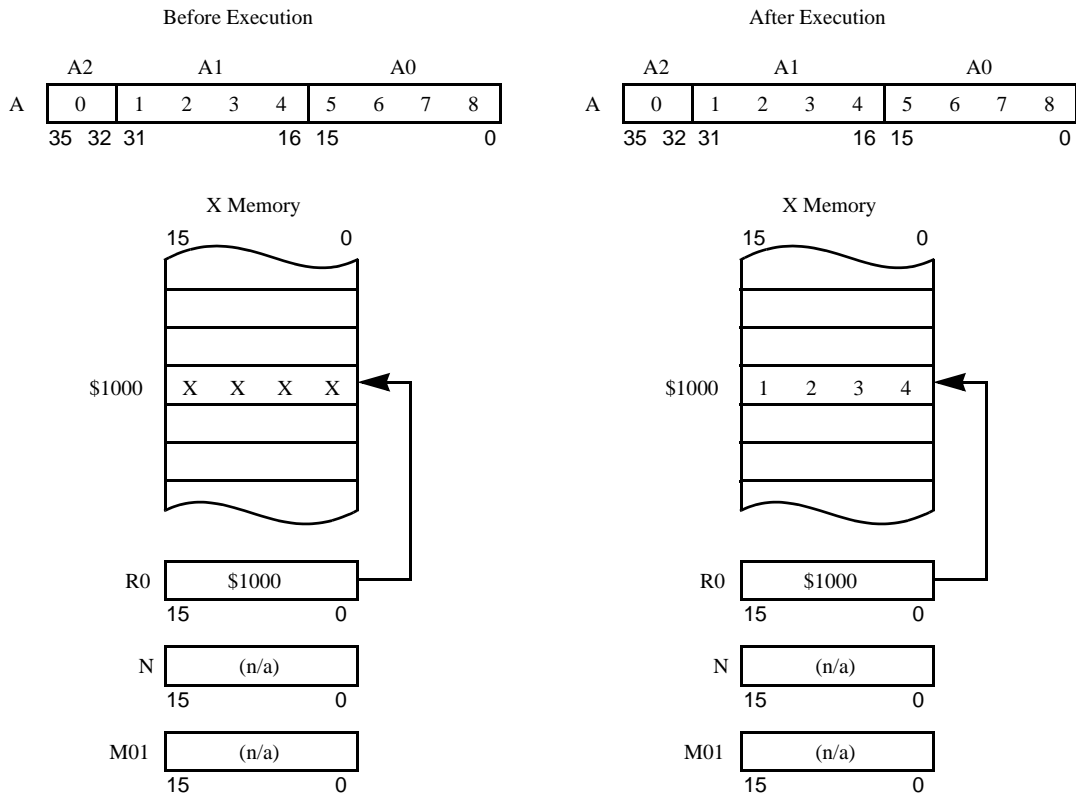 Before Execution
A2 A1 A0
A 0 1 2 3 4 5 6 7 8
35 32 31 16 15 0
X Memory
15 0
$1000 X X X X
R0 $1000
15 0
N (n/a)
15 0
M01 (n/a)
15 0
After Execution
A2 A1 A0
A 0 1 2 3 4 5 6 7 8
35 32 31 16 15 0
X Memory
15 0
$1000 1 2 3 4
R0 $1000
15 0
N (n/a)
15 0
M01 (n/a)
15 0